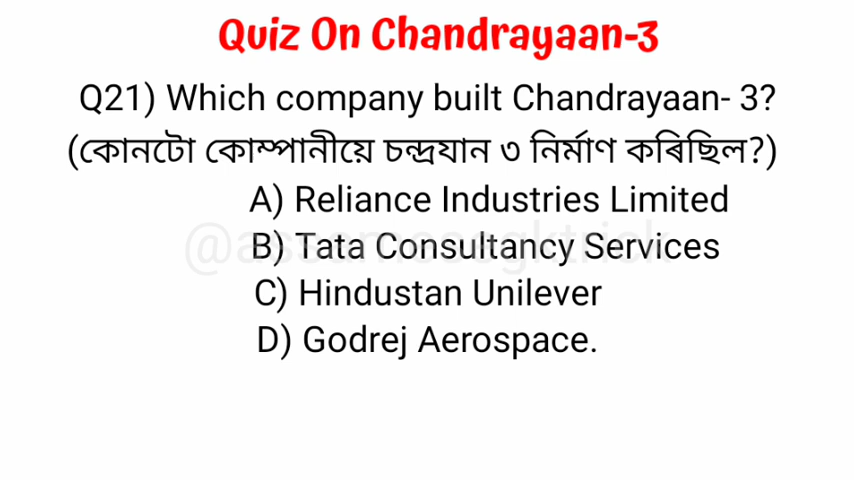 Quiz On Chandrayaan-3
Q21) Which company built Chandrayaan- 3?
(কোনটো কোম্পানীয়ে চন্দ্ৰযান ৩ নিৰ্মাণ কৰিছিল?)
A) Reliance Industries Limited
@assamesegktrick
B) Tata Consultancy Services
C) Hindustan Unilever
D) Godrej Aerospace.